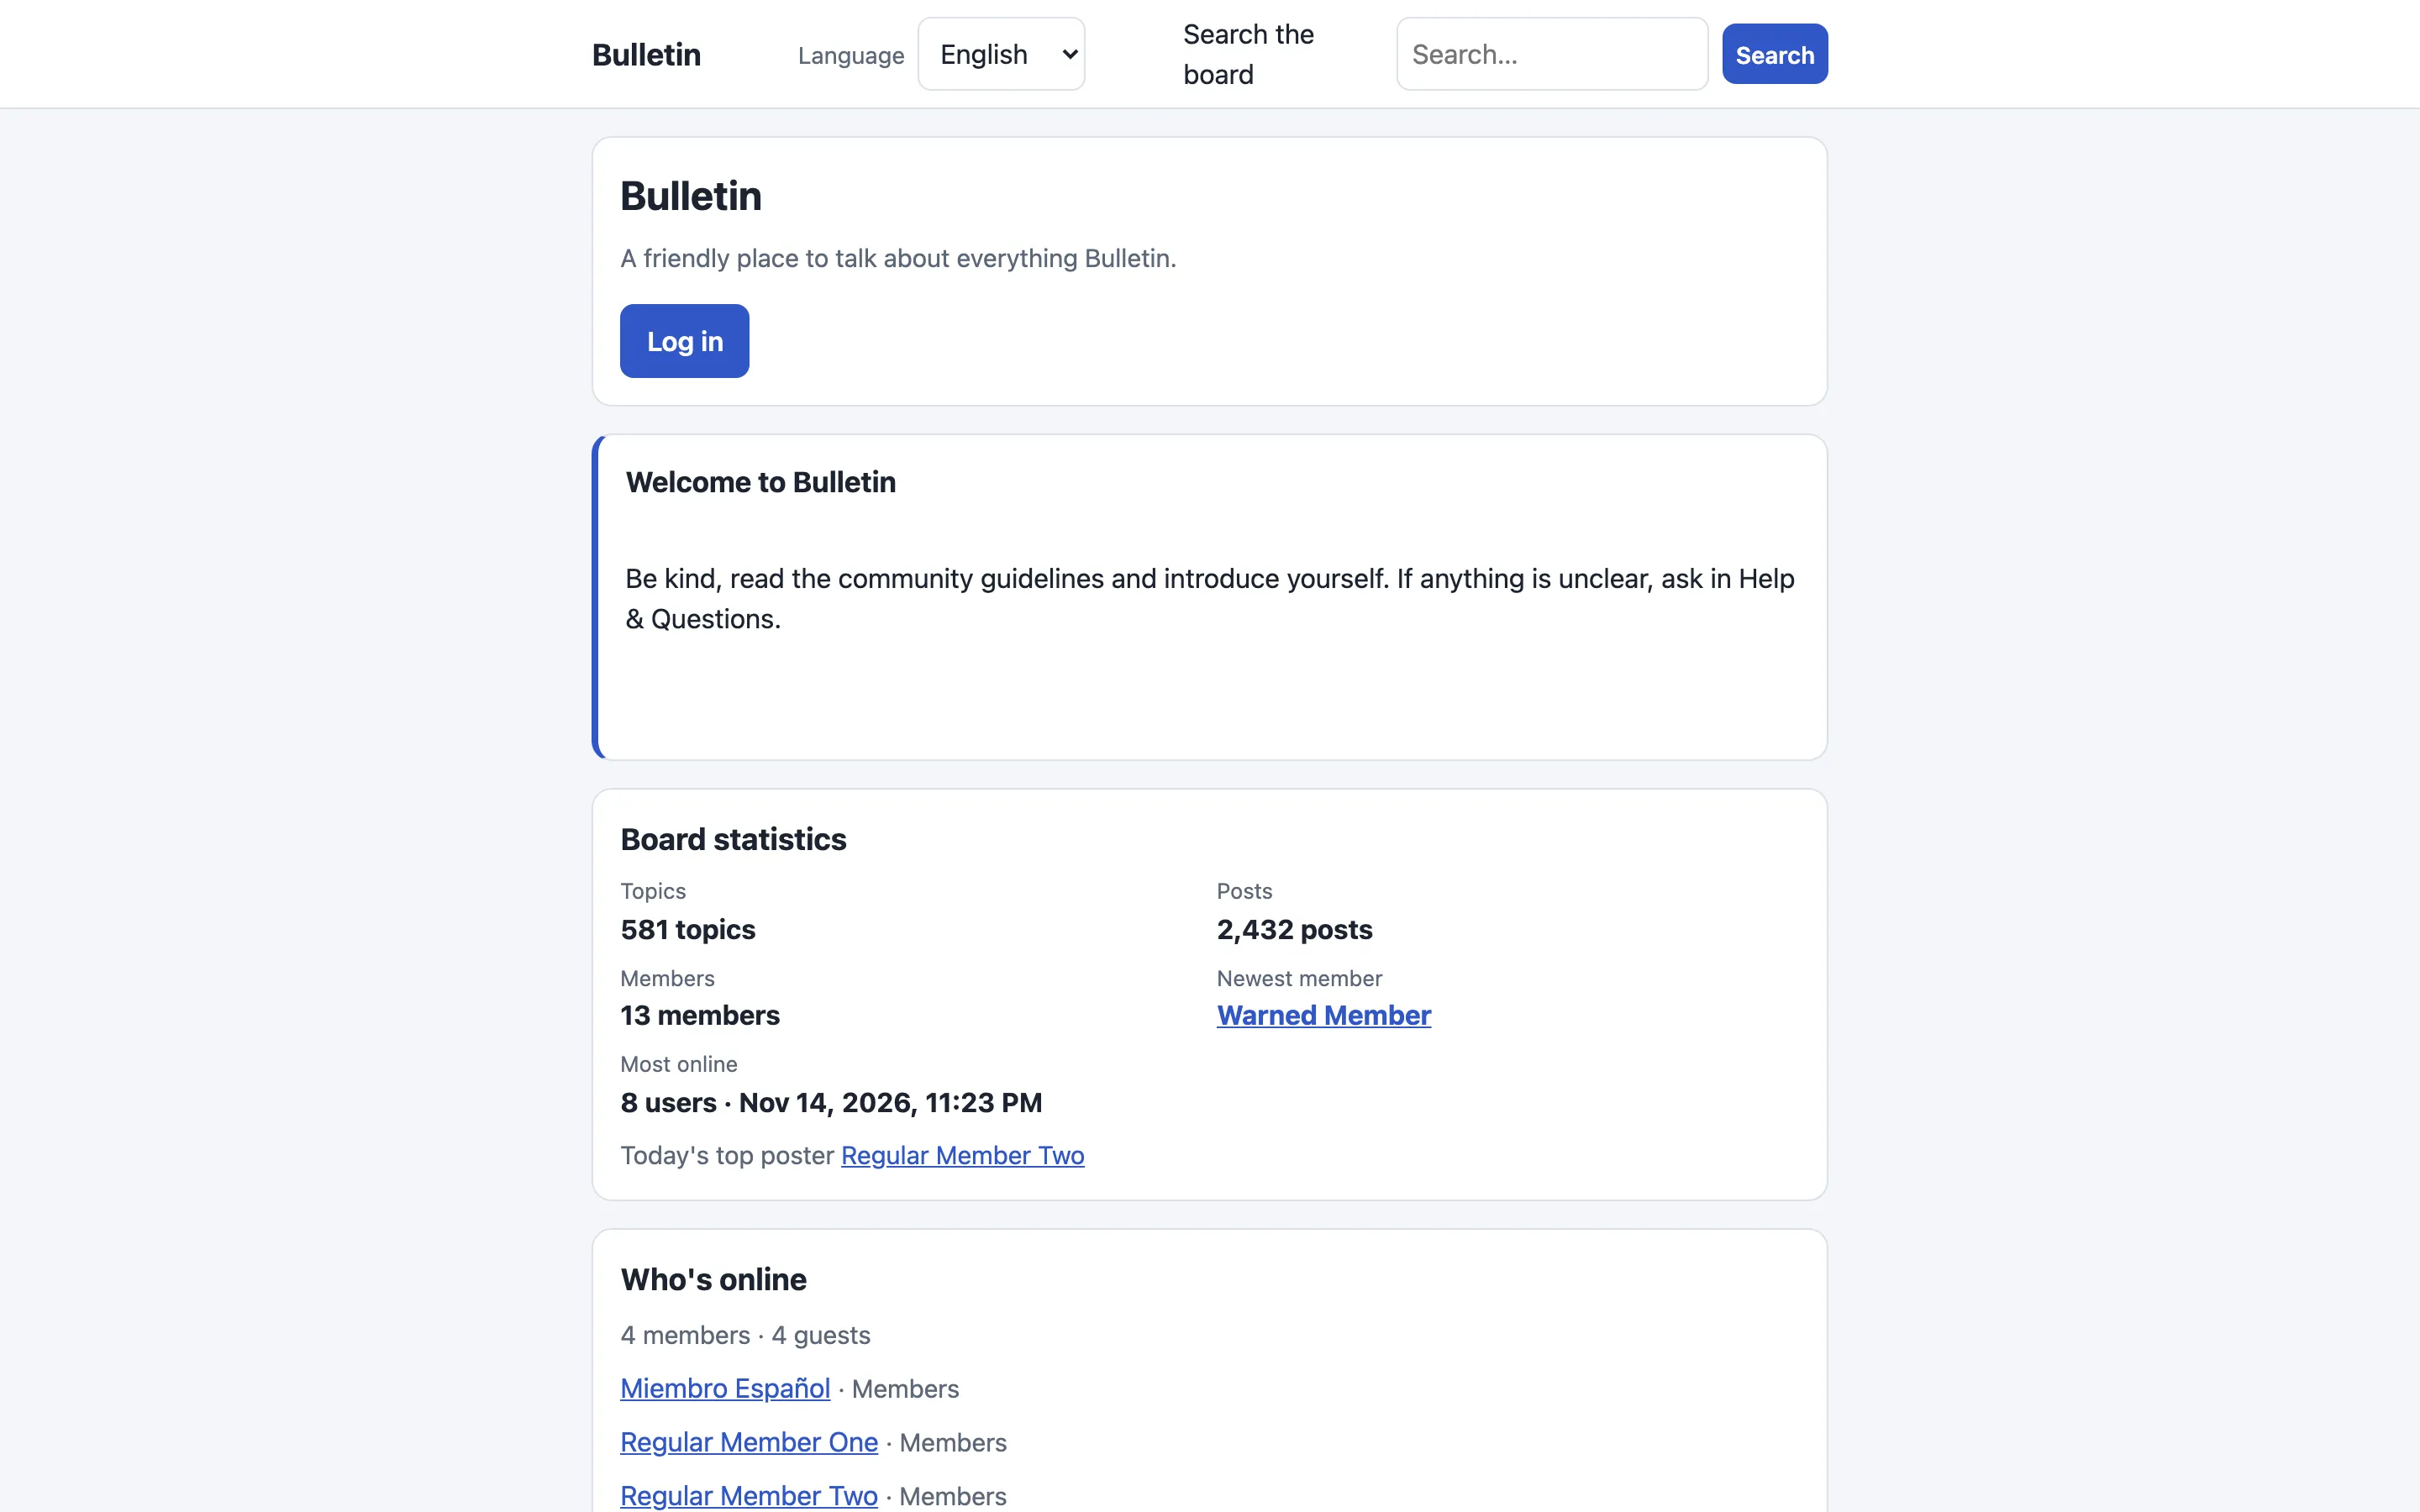 Bulletin
Language
English
Search the
board
Search...
Search
Bulletin
A friendly place to talk about everything Bulletin.
Log in
Welcome to Bulletin
Be kind, read the community guidelines and introduce yourself. If anything is unclear, ask in Help
& Questions.
Board statistics
Topics
581 topics
Posts
2,432 posts
Members
13 members
Newest member
Warned Member
Most online
8 users · Nov 14, 2026, 11:23 PM
Today's top poster Regular Member Two
Who's online
4 members · 4 guests
Miembro Español · Members
Regular Member One · Members
Regular Member Two · Members